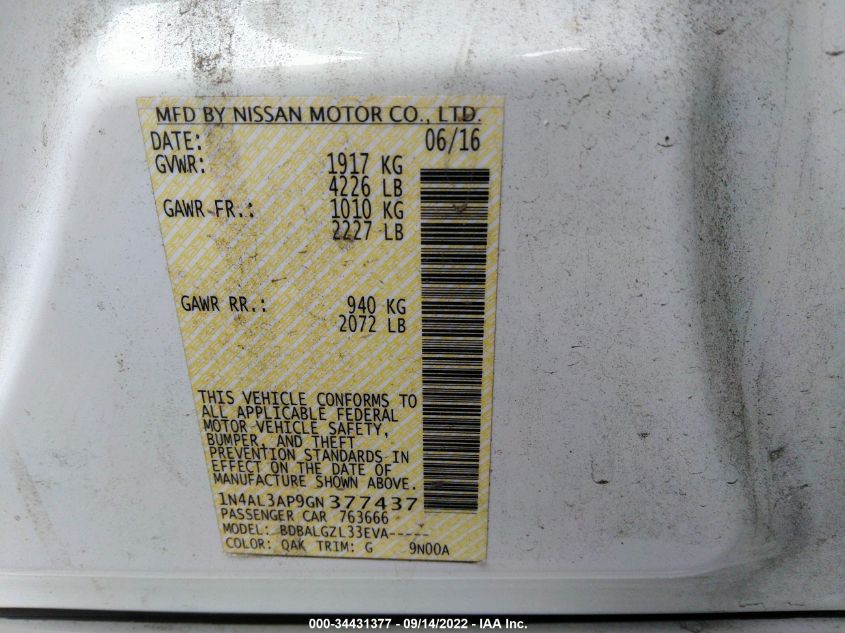 MFD BY NISSAN MOTOR CO., LTD.
DATE: 06/16
GVWR: 1917 KG
4226 LB
GAWR FR.: 1010 KG
2227 LB
GAWR RR.: 940 KG
2072 LB
THIS VEHICLE CONFORMS TO
ALL APPLICABLE FEDERAL
MOTOR VEHICLE SAFETY,
BUMPER, AND THEFT
PREVENTION STANDARDS IN
EFFECT ON THE DATE OF
MANUFACTURE SHOWN ABOVE.
1N4AL3AP9GN377437
PASSENGER CAR 763666
MODEL: BDBALGZL33EVA-----
COLOR: QAK TRIM: G 9N00A
000-34431377 - 09/14/2022 - IAA Inc.